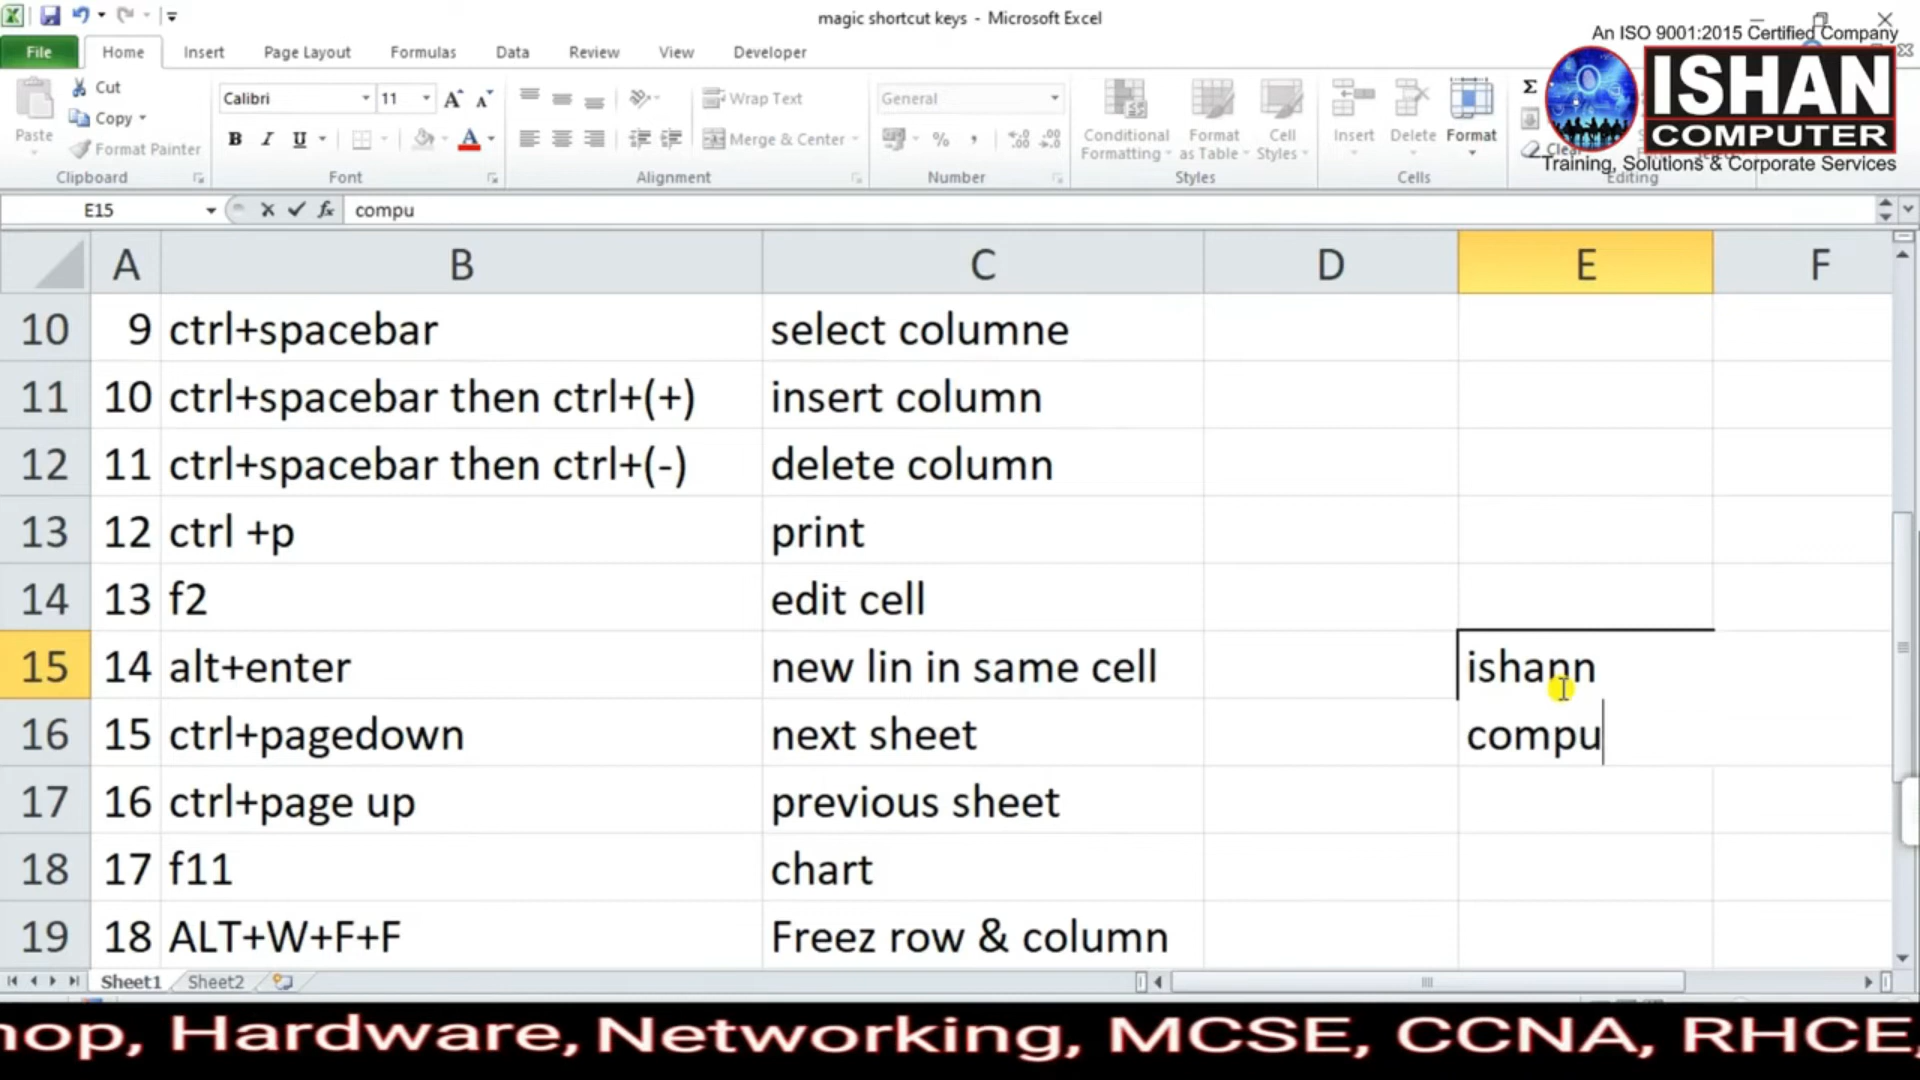 magic shortcut keys - Microsoft Excel
An ISO 9001:2015 Certified Company
ISHAN
COMPUTER
Training, Solutions & Corporate Services
File Home Insert Page Layout Formulas Data Review View Developer
Cut
Copy
Format Painter
Paste
Calibri 11
Wrap Text
Merge & Center
General
Conditional Formatting
Format as Table
Cell Styles
Insert Delete Format
Clear
Clipboard Font Alignment Number Styles Cells Editing
E15 fx compu
A B C D E F
10 9 ctrl+spacebar select columne
11 10 ctrl+spacebar then ctrl+(+) insert column
12 11 ctrl+spacebar then ctrl+(-) delete column
13 12 ctrl +p print
14 13 f2 edit cell
15 14 alt+enter new lin in same cell ishann
16 15 ctrl+pagedown next sheet compu
17 16 ctrl+page up previous sheet
18 17 f11 chart
19 18 ALT+W+F+F Freez row & column
Sheet1 Sheet2
hop, Hardware, Networking, MCSE, CCNA, RHCE,